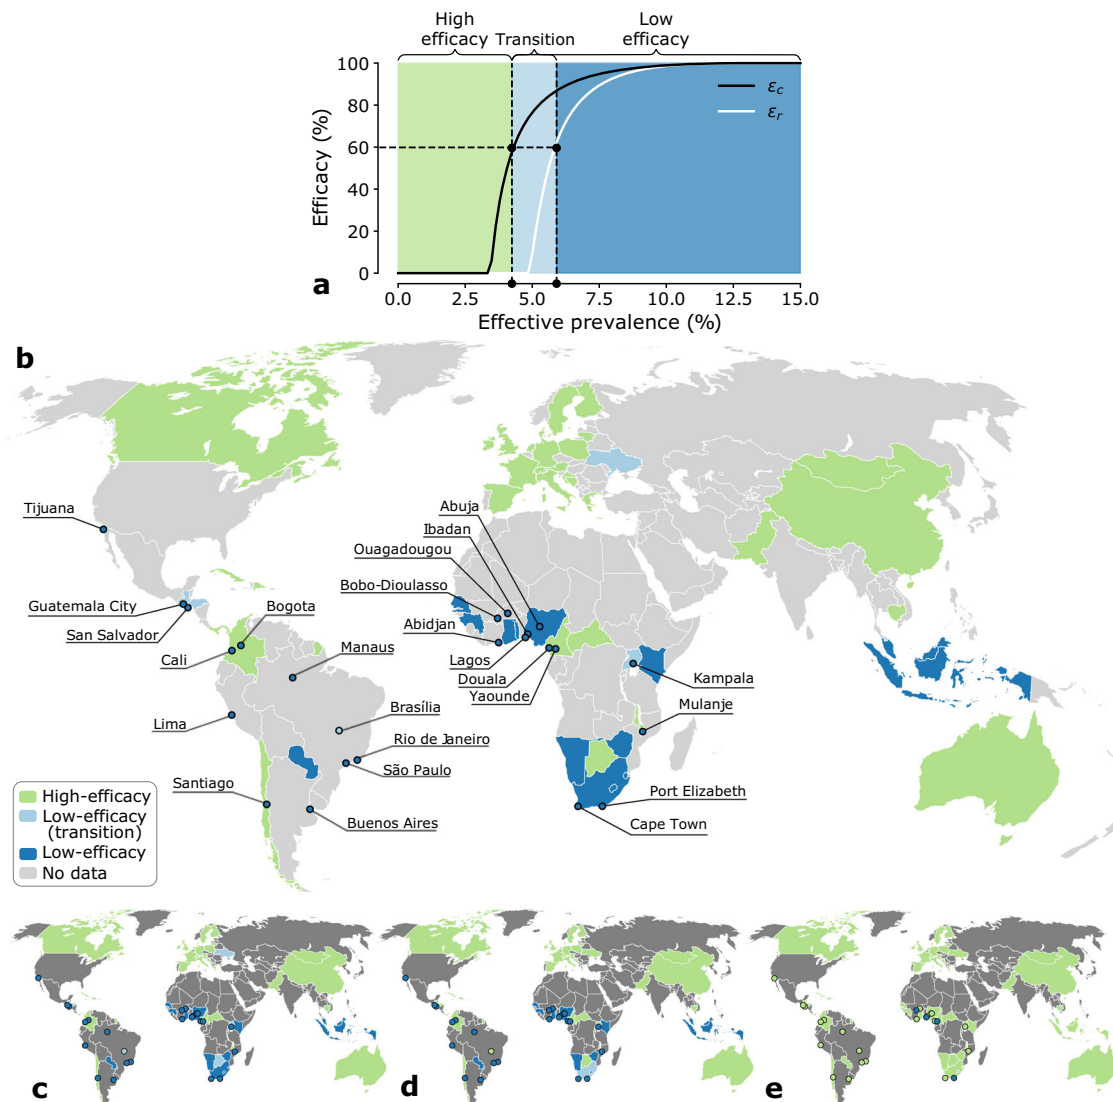 High
efficacy
Transition
Low
efficacy
100
80
60
40
20
0
Efficacy (%)
εc
εr
a
0.0
2.5
5.0
7.5
10.0
12.5
15.0
Effective prevalence (%)
b
Tijuana
Guatemala City
San Salvador
Cali
Bogota
Manaus
Lima
Brasília
Rio de Janeiro
São Paulo
Santiago
Buenos Aires
Abuja
Ibadan
Ouagadougou
Bobo-Dioulasso
Abidjan
Lagos
Douala
Yaounde
Kampala
Mulanje
Port Elizabeth
Cape Town
High-efficacy
Low-efficacy
(transition)
Low-efficacy
No data
c
d
e